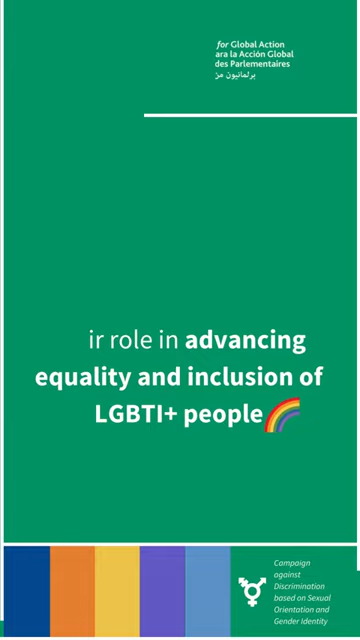 for Global Action
ara la Acción Global
des Parlementaires
برلمانيون من
ir role in advancing
equality and inclusion of
LGBTI+ people
Campaign
against
Discrimination
based on Sexual
Orientation and
Gender Identity